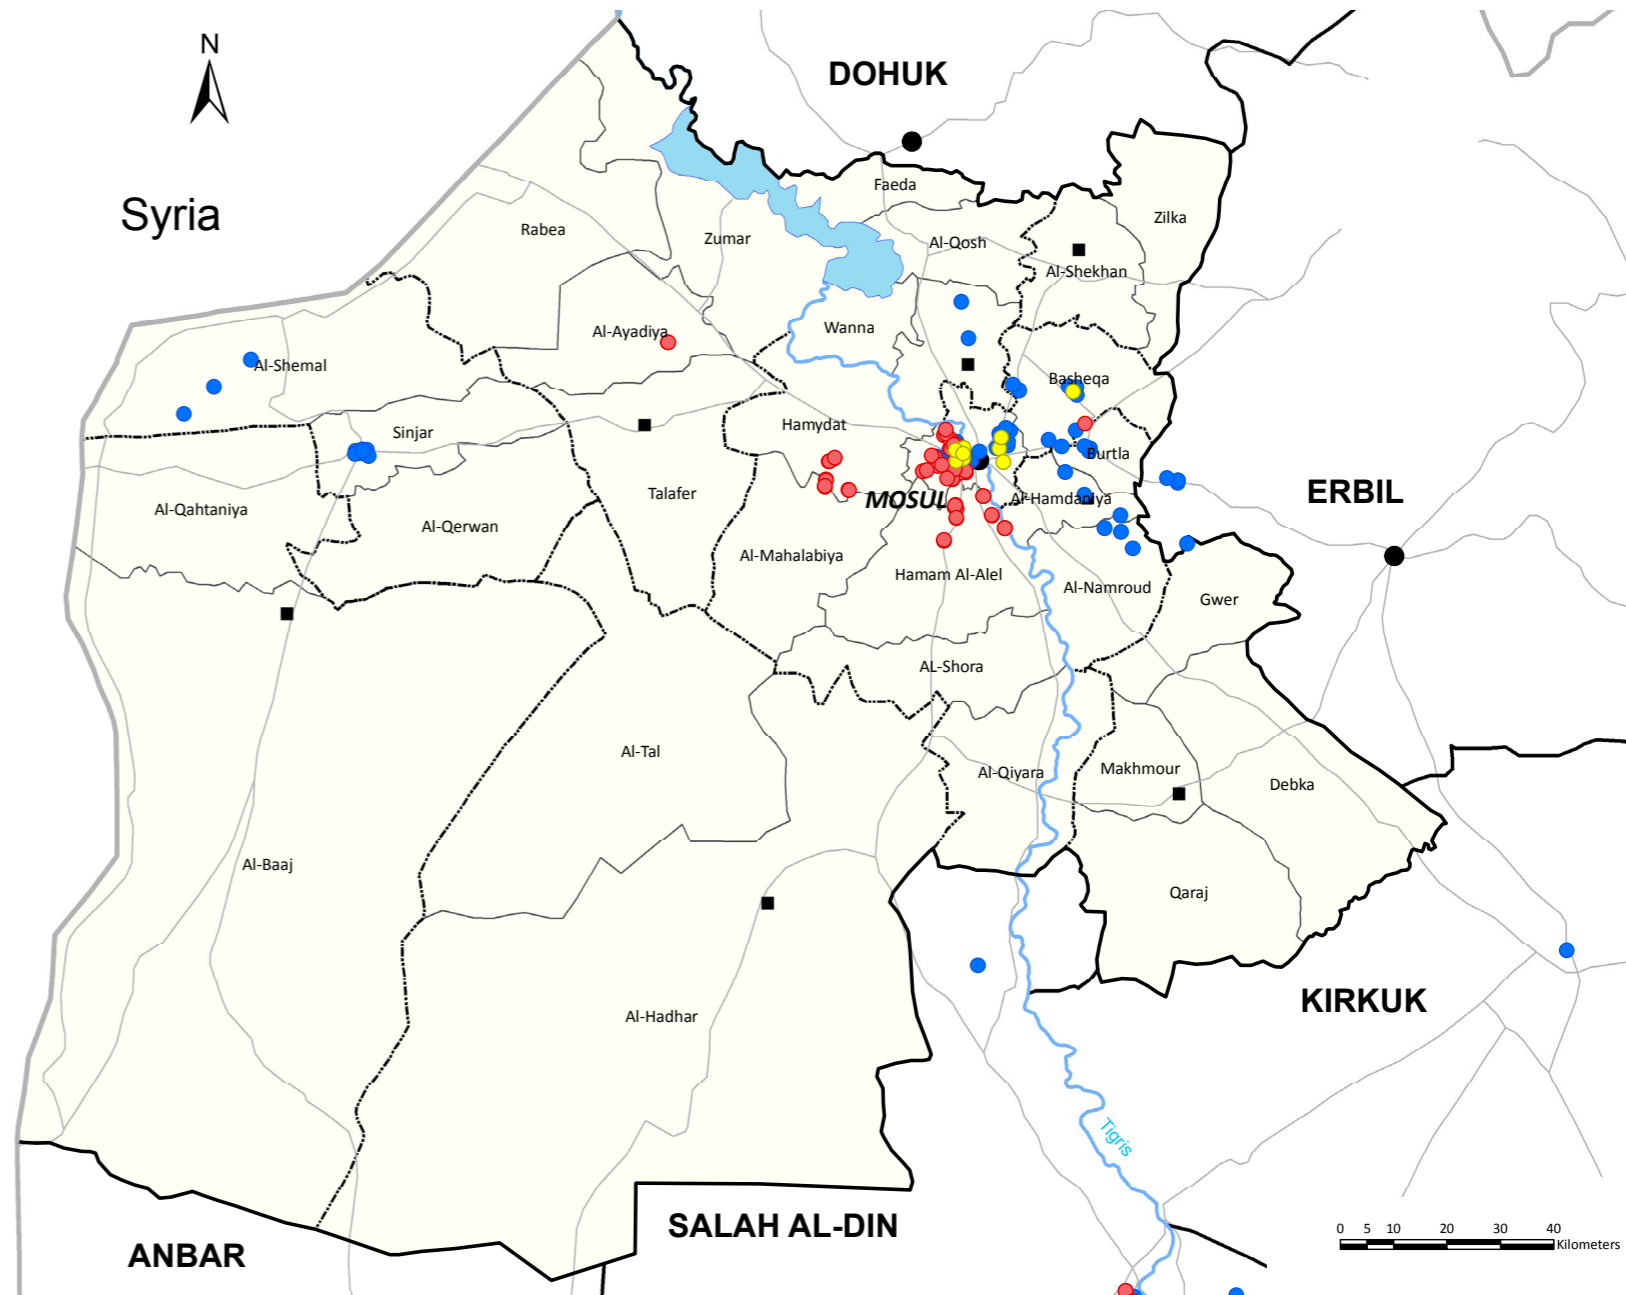 N
DOHUK
Faeda
Zilka
Syria
Rabea
Zumar
Al-Qosh
Al-Shekhan
Wanna
Al-Ayadiya
Al-Shemal
Basheqa
Hamydat
Sinjar
Burtla
Talafer
MOSUL
Al-Hamdaniya
ERBIL
Al-Qahtaniya
Al-Qerwan
Al-Mahalabiya
Hamam Al-Alel
Al-Namroud
Gwer
AL-Shora
Al-Tal
Al-Qiyara
Makhmour
Debka
Al-Baaj
Qaraj
KIRKUK
Al-Hadhar
Tigris
SALAH AL-DIN
ANBAR
0 5 10 20 30 40
Kilometers